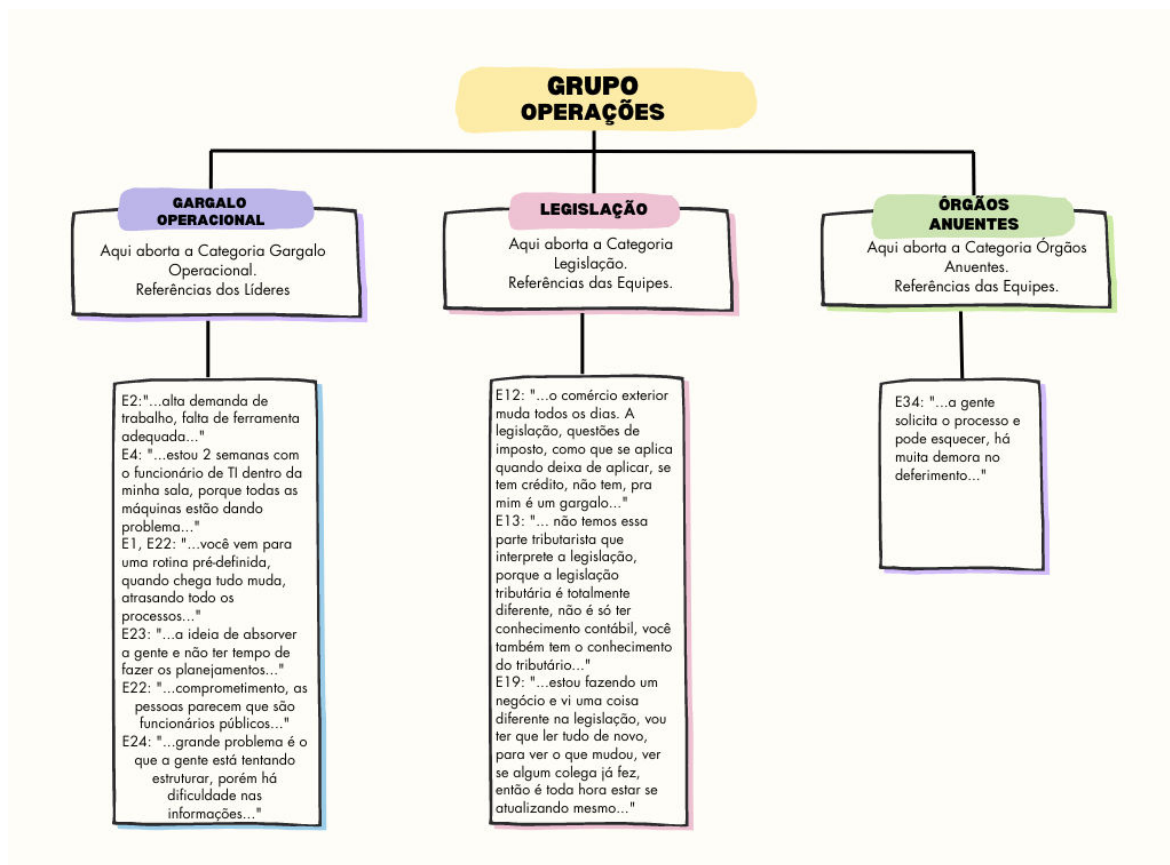 GRUPO
OPERAÇÕES
GARGALO
OPERACIONAL
Aqui aborta a Categoria Gargalo
Operacional.
Referências dos Líderes
LEGISLAÇÃO
Aqui aborta a Categoria
Legislação.
Referências das Equipes.
ÓRGÃOS
ANUENTES
Aqui aborta a Categoria Órgãos
Anuentes.
Referências das Equipes.
E2:"...alta demanda de
trabalho, falta de ferramenta
adequada..."
E4: "...estou 2 semanas com
o funcionário de TI dentro da
minha sala, porque todas as
máquinas estão dando
problema..."
E1, E22: "...você vem para
uma rotina pré-definida,
quando chega tudo muda,
atrasando todo os
processos..."
E23: "...a ideia de absorver
a gente e não ter tempo de
fazer os planejamentos..."
E22: "...comprometimento, as
pessoas parecem que são
funcionários públicos..."
E24: "...grande problema é o
que a gente está tentando
estruturar, porém há
dificuldade nas
informações..."
E12: "...o comércio exterior
muda todos os dias. A
legislação, questões de
imposto, como que se aplica
quando deixa de aplicar, se
tem crédito, não tem, pra
mim é um gargalo..."
E13: "... não temos essa
parte tributarista que
interprete a legislação,
porque a legislação
tributária é totalmente
diferente, não é só ter
conhecimento contábil, você
também tem o conhecimento
do tributário..."
E19: "...estou fazendo um
negócio e vi uma coisa
diferente na legislação, vou
ter que ler tudo de novo,
para ver o que mudou, ver
se algum colega já fez,
então é toda hora estar se
atualizando mesmo..."
E34: "...a gente
solicita o processo e
pode esquecer, há
muita demora no
deferimento..."